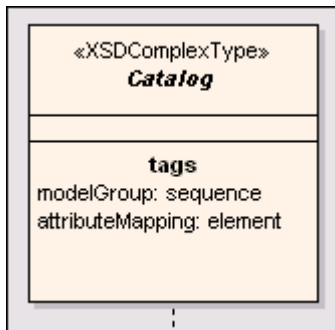 «XSDComplexType»
Catalog
tags
modelGroup: sequence
attributeMapping: element